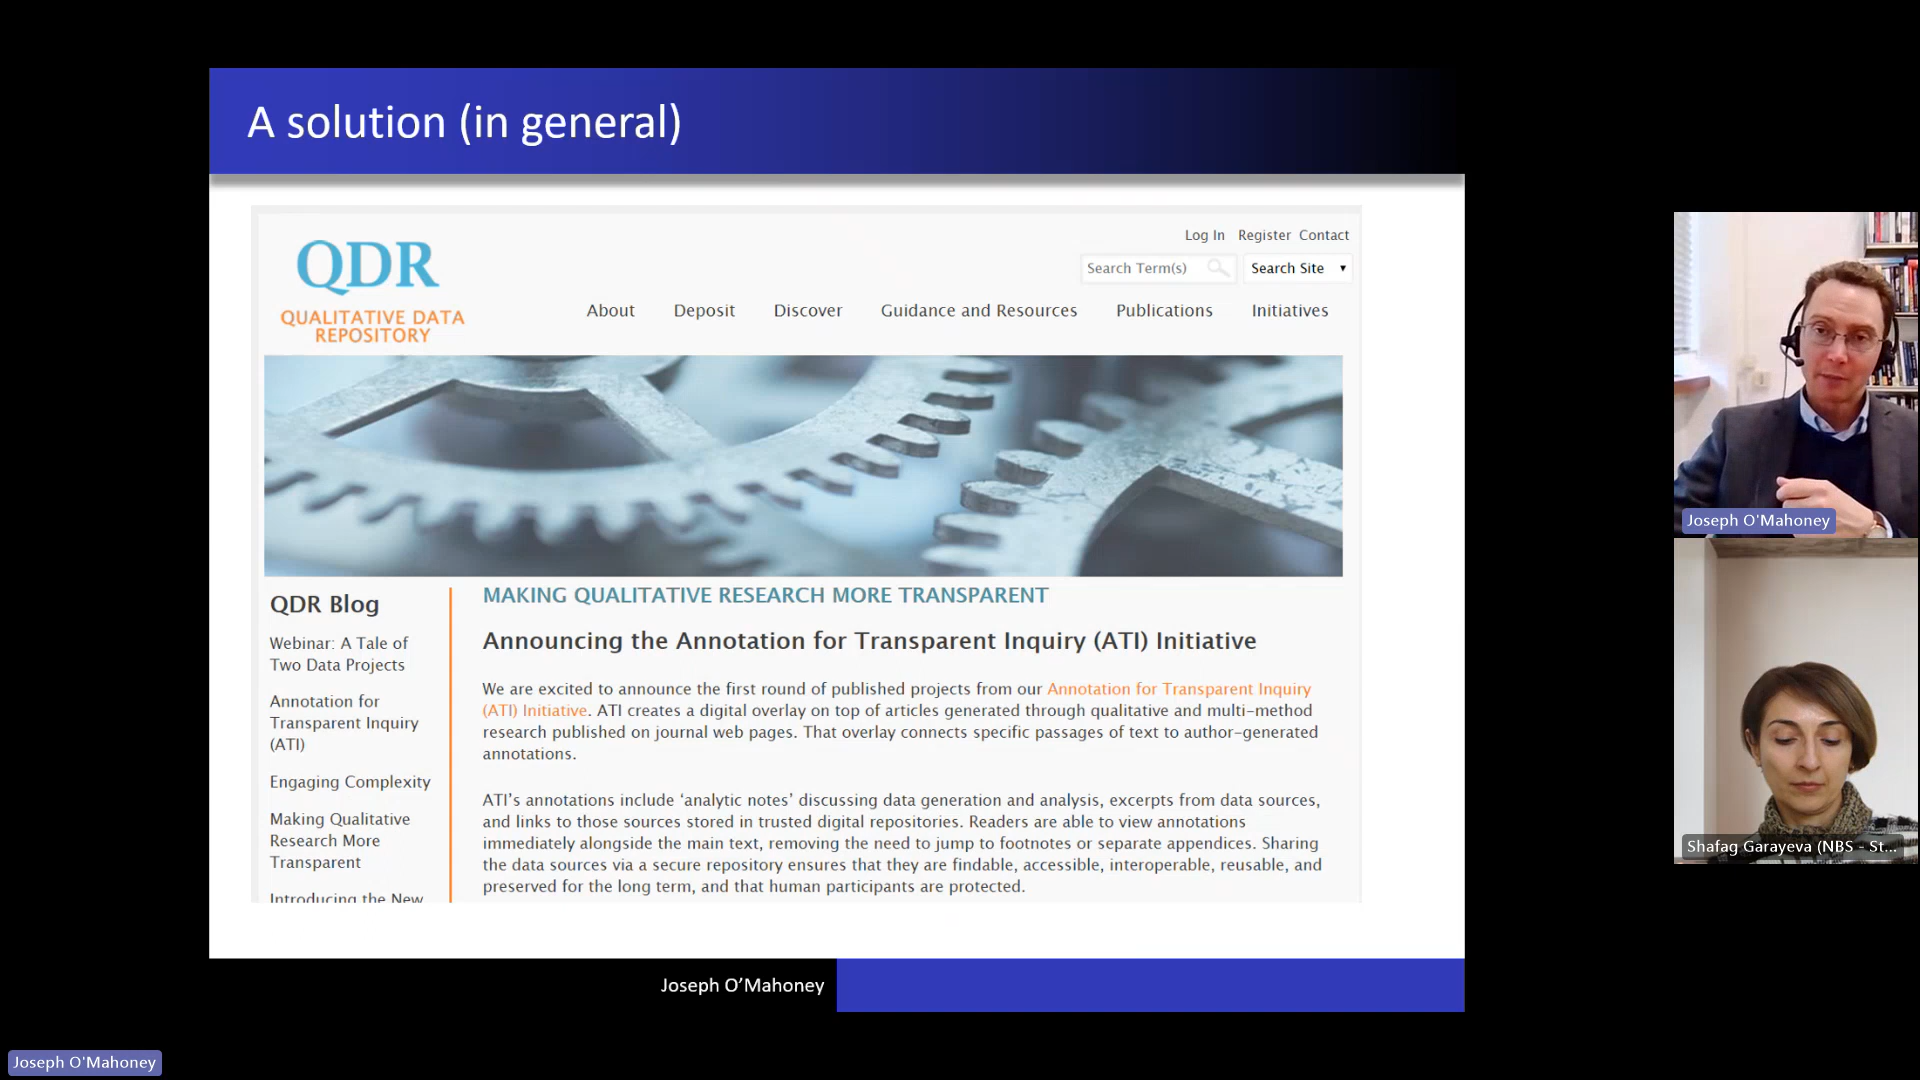 A solution (in general)
QDR
QUALITATIVE DATA
REPOSITORY
Log In Register Contact
Search Term(s)
Search Site
About Deposit Discover Guidance and Resources Publications Initiatives
QDR Blog
Webinar: A Tale of
Two Data Projects
Annotation for
Transparent Inquiry
(ATI)
Engaging Complexity
Making Qualitative
Research More
Transparent
Introducing the New
MAKING QUALITATIVE RESEARCH MORE TRANSPARENT
Announcing the Annotation for Transparent Inquiry (ATI) Initiative
We are excited to announce the first round of published projects from our Annotation for Transparent Inquiry
(ATI) Initiative. ATI creates a digital overlay on top of articles generated through qualitative and multi-method
research published on journal web pages. That overlay connects specific passages of text to author-generated
annotations.
ATI's annotations include ‘analytic notes’ discussing data generation and analysis, excerpts from data sources,
and links to those sources stored in trusted digital repositories. Readers are able to view annotations
immediately alongside the main text, removing the need to jump to footnotes or separate appendices. Sharing
the data sources via a secure repository ensures that they are findable, accessible, interoperable, reusable, and
preserved for the long term, and that human participants are protected.
Joseph O’Mahoney
Joseph O'Mahoney
Shafag Garayeva (NBS - St...
Joseph O'Mahoney